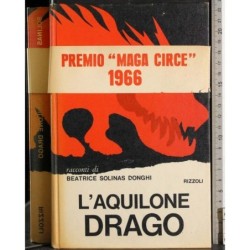 PREMIO "MAGA CIRCE"
1966
racconti di
BEATRICE SOLINAS DONGHI
RIZZOLI
L'AQUILONE
DRAGO